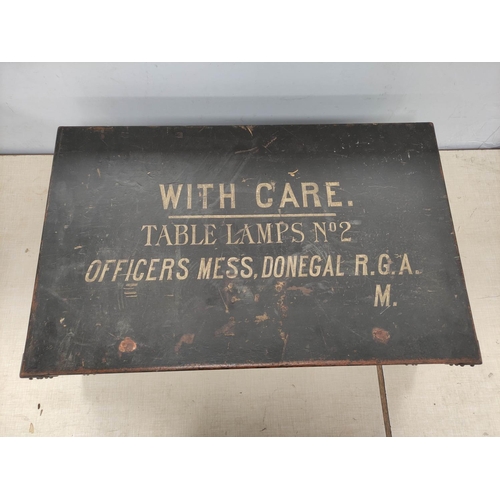 WITH CARE.
TABLE LAMPS Nº2
OFFICERS MESS, DONEGAL R.G.A.
M.